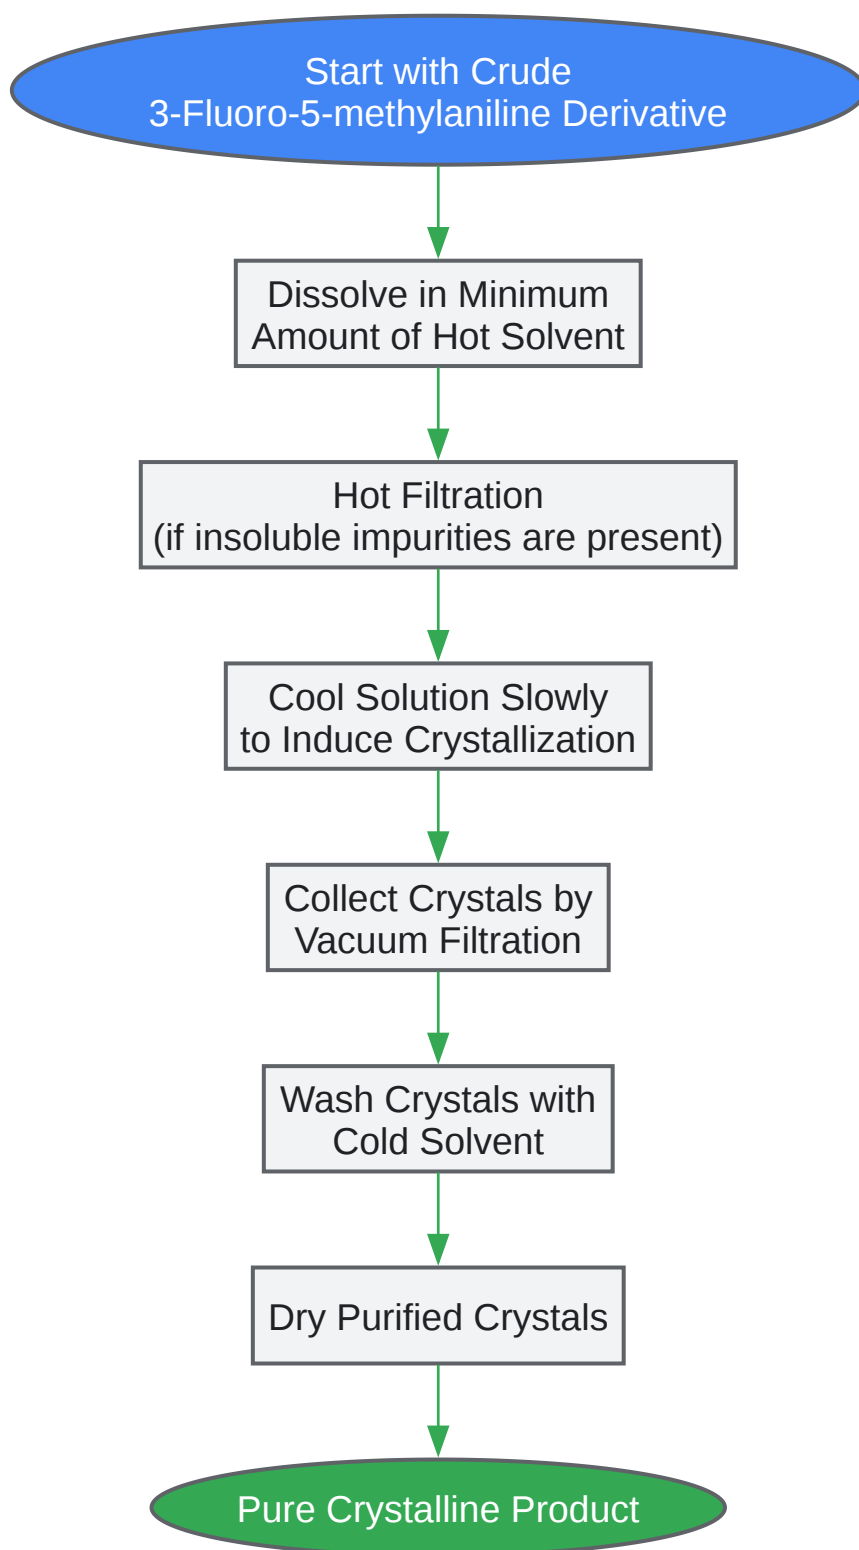 Start with Crude
3-Fluoro-5-methylaniline Derivative
Dissolve in Minimum
Amount of Hot Solvent
Hot Filtration
(if insoluble impurities are present)
Cool Solution Slowly
to Induce Crystallization
Collect Crystals by
Vacuum Filtration
Wash Crystals with
Cold Solvent
Dry Purified Crystals
Pure Crystalline Product